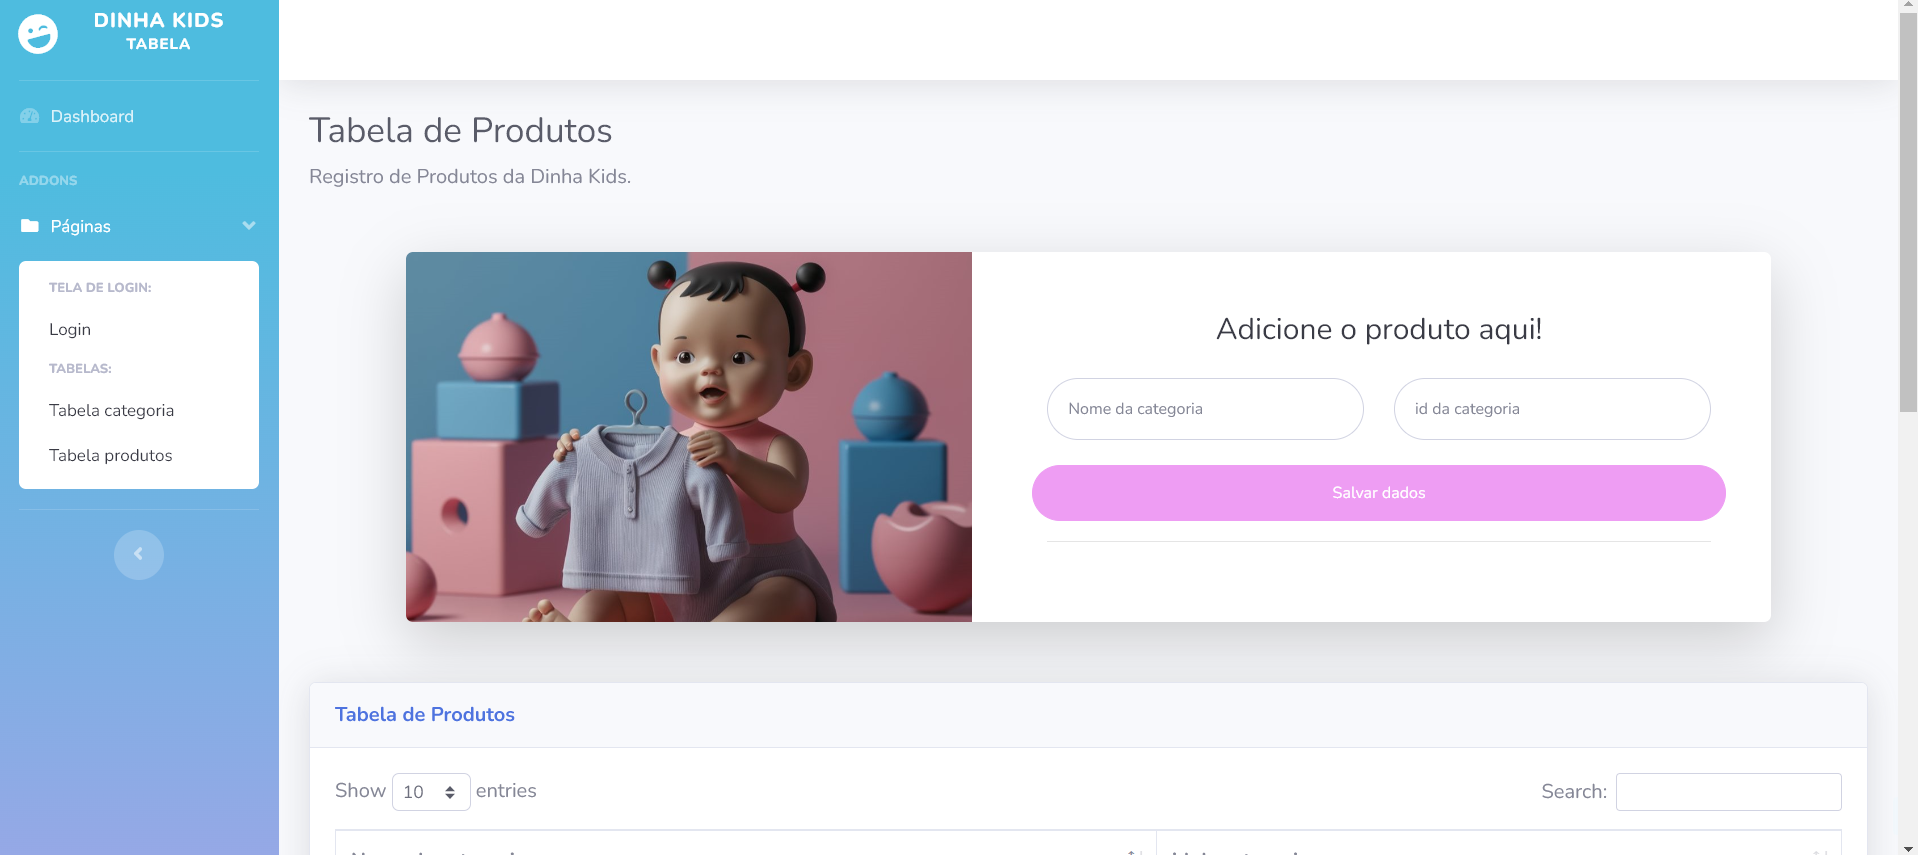 DINHA KIDS
TABELA
Dashboard
ADDONS
Páginas
TELA DE LOGIN:
Login
TABELAS:
Tabela categoria
Tabela produtos
Tabela de Produtos
Registro de Produtos da Dinha Kids.
Adicione o produto aqui!
Nome da categoria
id da categoria
Salvar dados
Tabela de Produtos
Show 10 entries
Search: